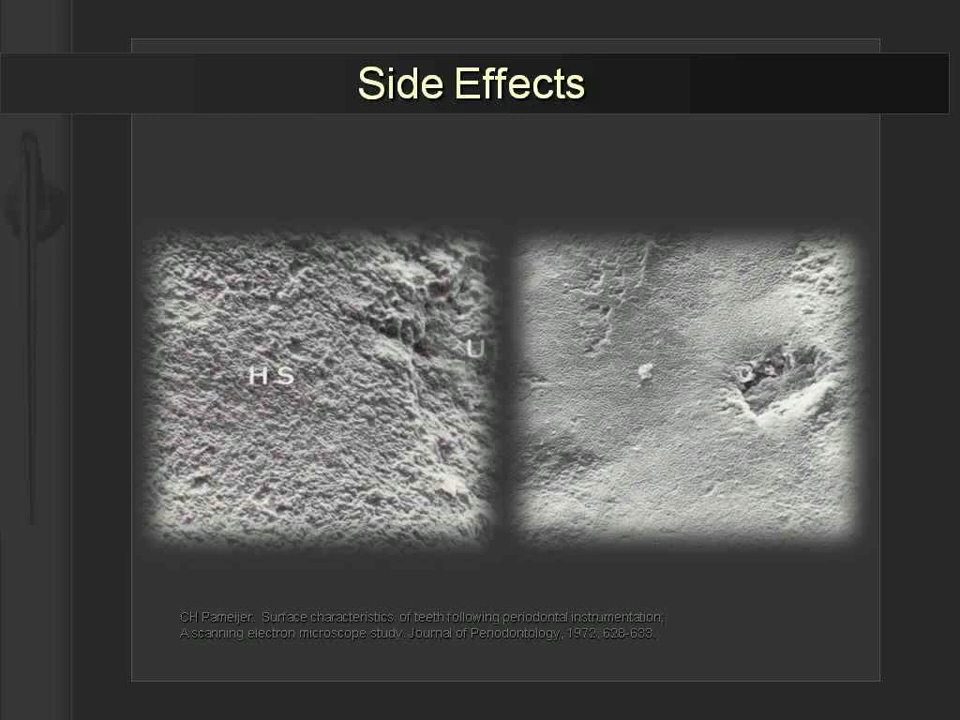 Side Effects
H S
U
CH Pameijer. Surface characteristics of teeth following periodontal instrumentation;
A scanning electron microscope study. Journal of Periodontology, 1972, 628-633.